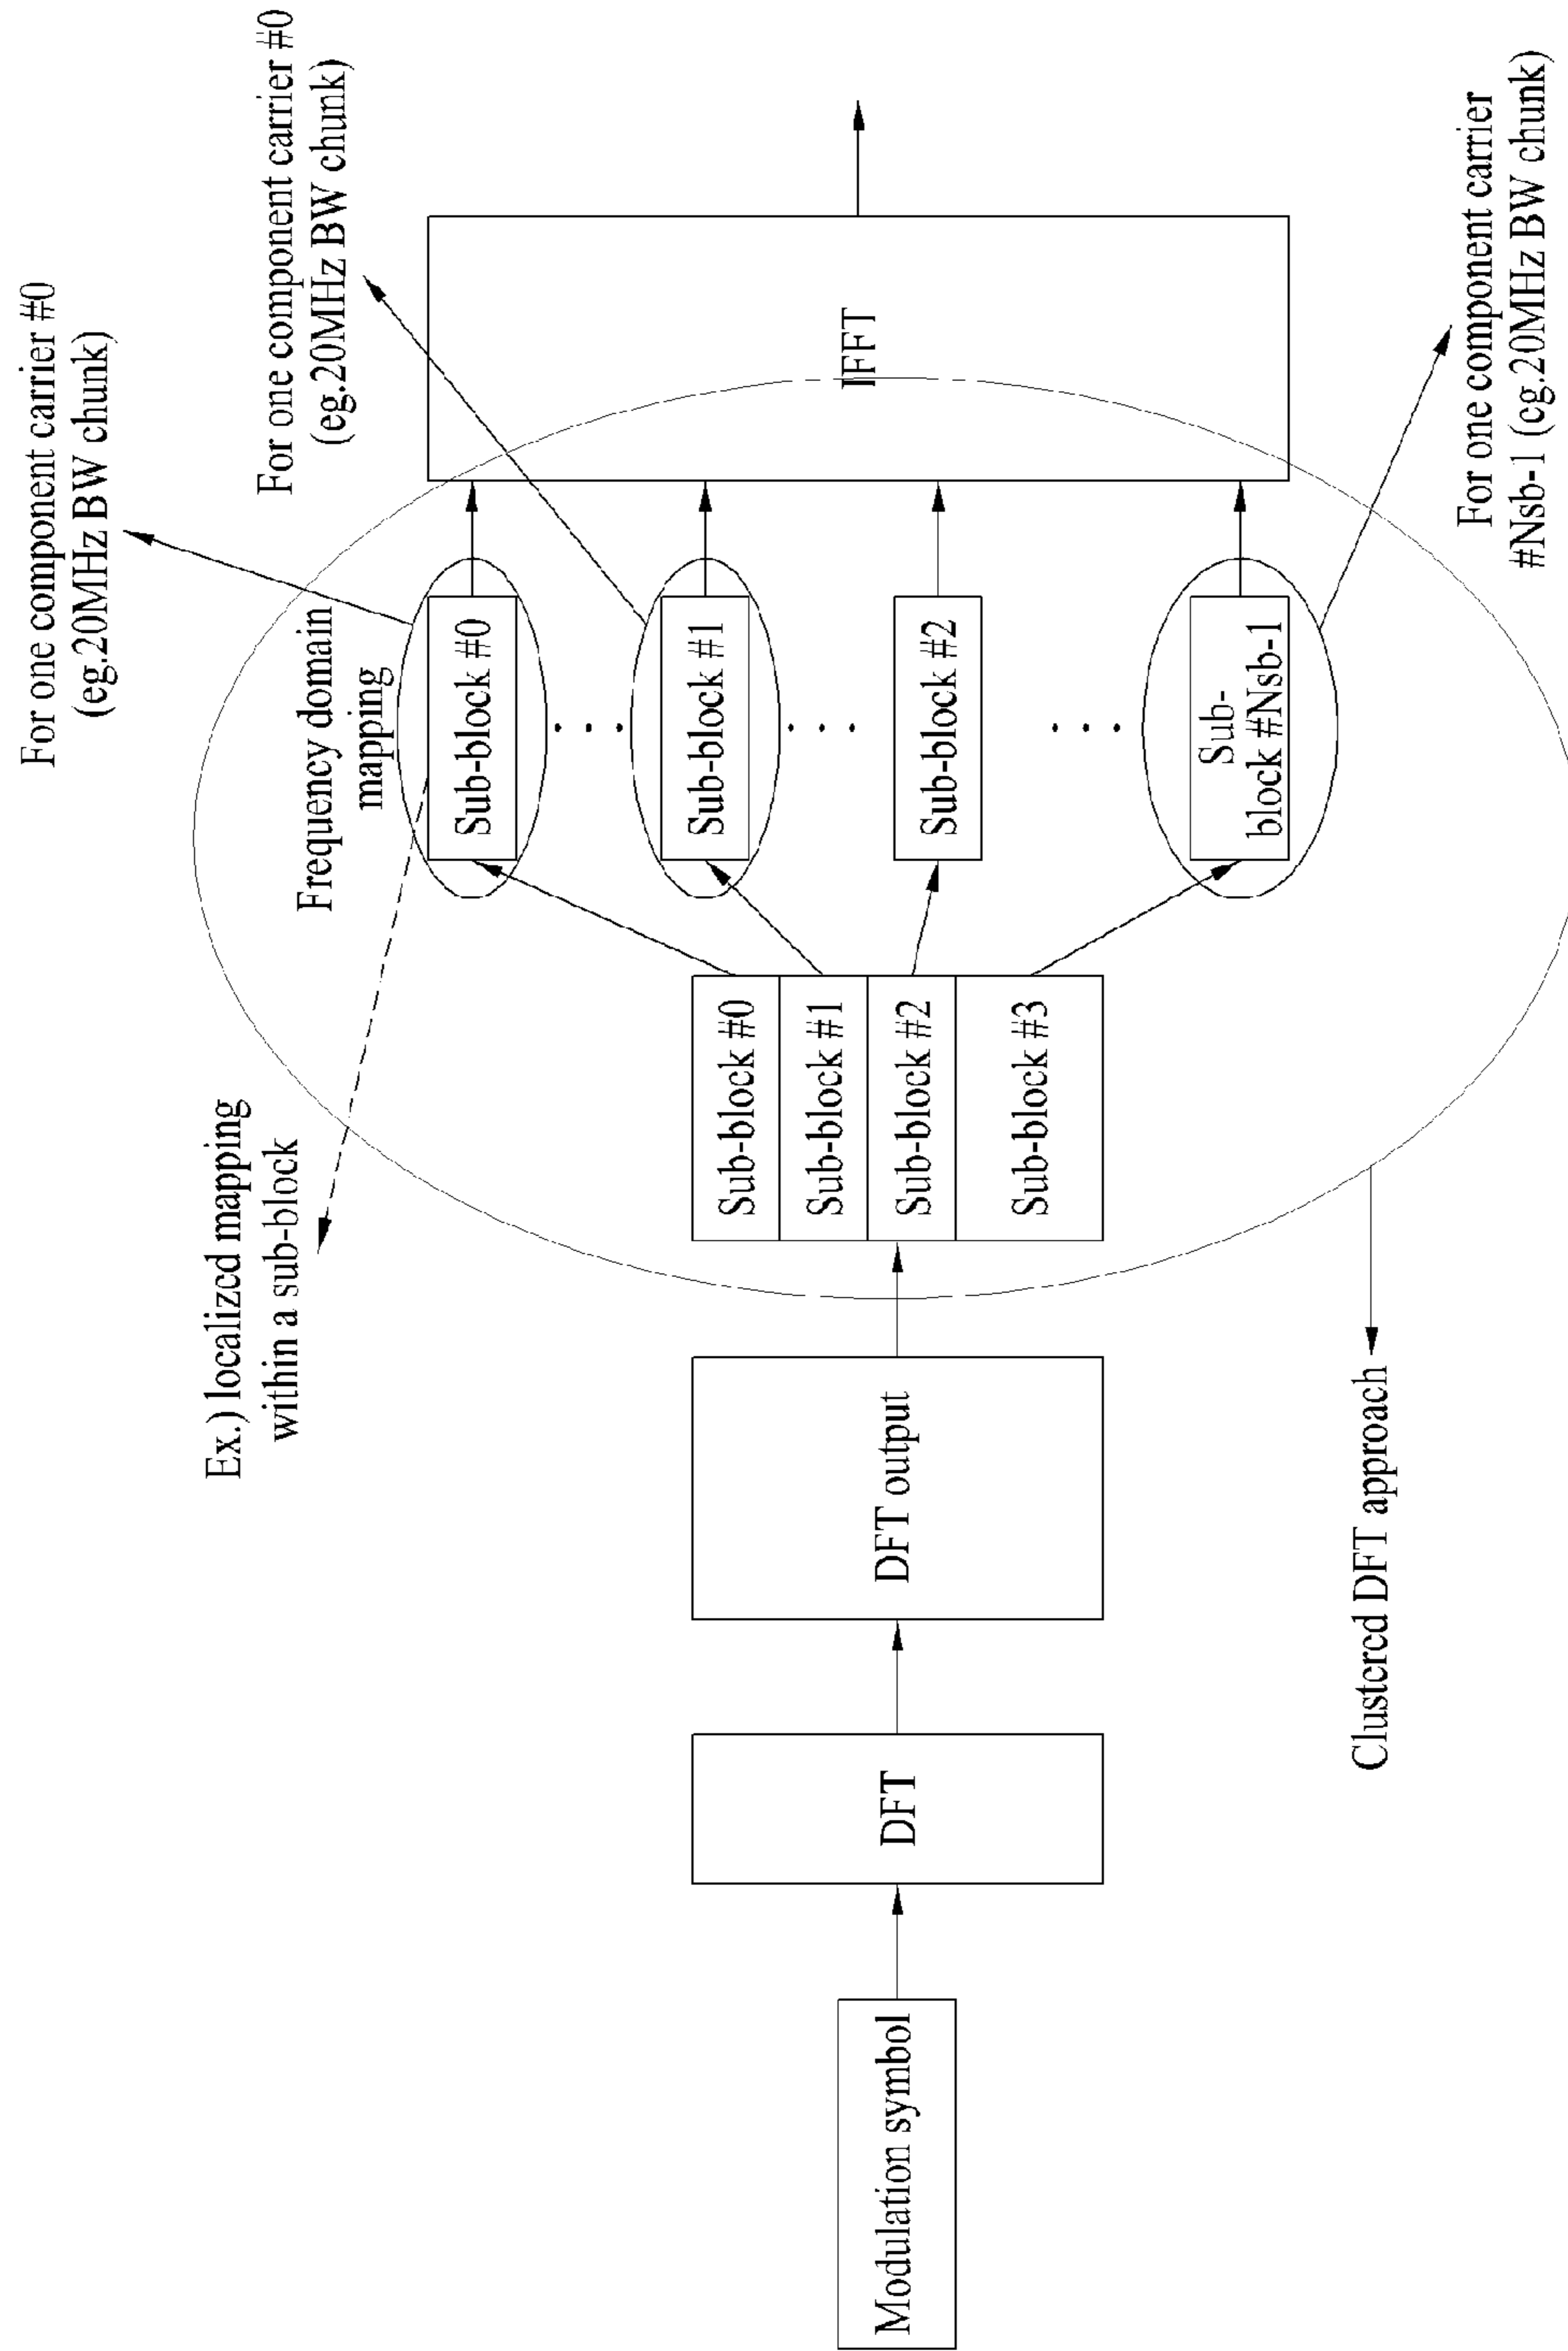 For one component carrier #0
(eg.20MHz BW chunk)
For one component carrier #0
(eg.20MHz BW chunk)
Ex.) localized mapping
within a sub-block
Frequency domain
mapping
Modulation symbol
DFT
DFT output
Sub-block #0
Sub-block #1
Sub-block #2
Sub-block #3
Sub-block #0
Sub-block #1
Sub-block #2
Sub-
block #Nsb-1
IFFT
Clustered DFT approach
For one component carrier
#Nsb-1 (eg.20MHz BW chunk)